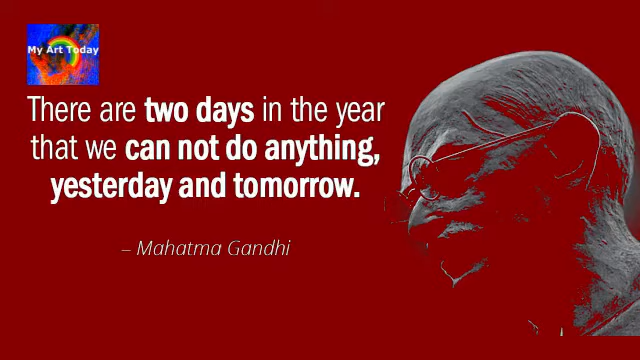 My Art Today
There are two days in the year
that we can not do anything,
yesterday and tomorrow.
– Mahatma Gandhi